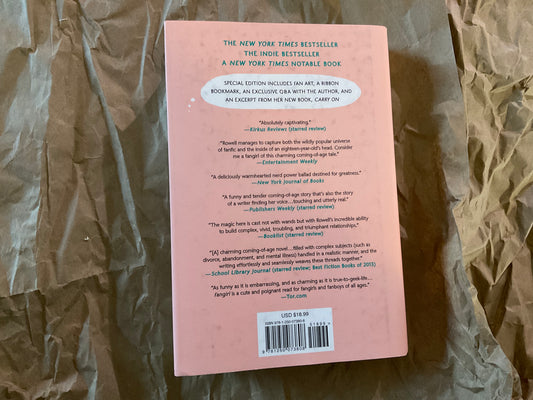 THE NEW YORK TIMES BESTSELLER
THE INDIE BESTSELLER
A NEW YORK TIMES NOTABLE BOOK
SPECIAL EDITION INCLUDES FAN ART, A RIBBON
BOOKMARK, AN EXCLUSIVE Q&A WITH THE AUTHOR, AND
AN EXCERPT FROM HER NEW BOOK, CARRY ON
"Absolutely captivating."
—Kirkus Reviews (starred review)
"Rowell manages to capture both the wildly popular universe
of fanfic and the inside of an eighteen-year-old's head. Consider
me a fangirl of this charming coming-of-age tale."
—Entertainment Weekly
"A deliciously warmhearted nerd power ballad destined for greatness."
—New York Journal of Books
"A funny and tender coming-of-age story that's also the story
of a writer finding her voice...touching and utterly real."
—Publishers Weekly (starred review)
"The magic here is cast not with wands but with Rowell's incredible ability
to build complex, vivid, troubling, and triumphant relationships."
—Booklist (starred review)
"[A] charming coming-of-age novel...filled with complex subjects (such as
divorce, abandonment, and mental illness) handled in a realistic manner, and the
writing effortlessly and seamlessly weaves these threads together."
—School Library Journal (starred review; Best Fiction Books of 2013)
"As funny as it is embarrassing, and as charming as it is true-to-geek-life—
Fangirl is a cute and poignant read for fangirls and fanboys of all ages."
—Tor.com
USD $18.99
ISBN 978-1-250-07380-8
51899>
9 781250 073808